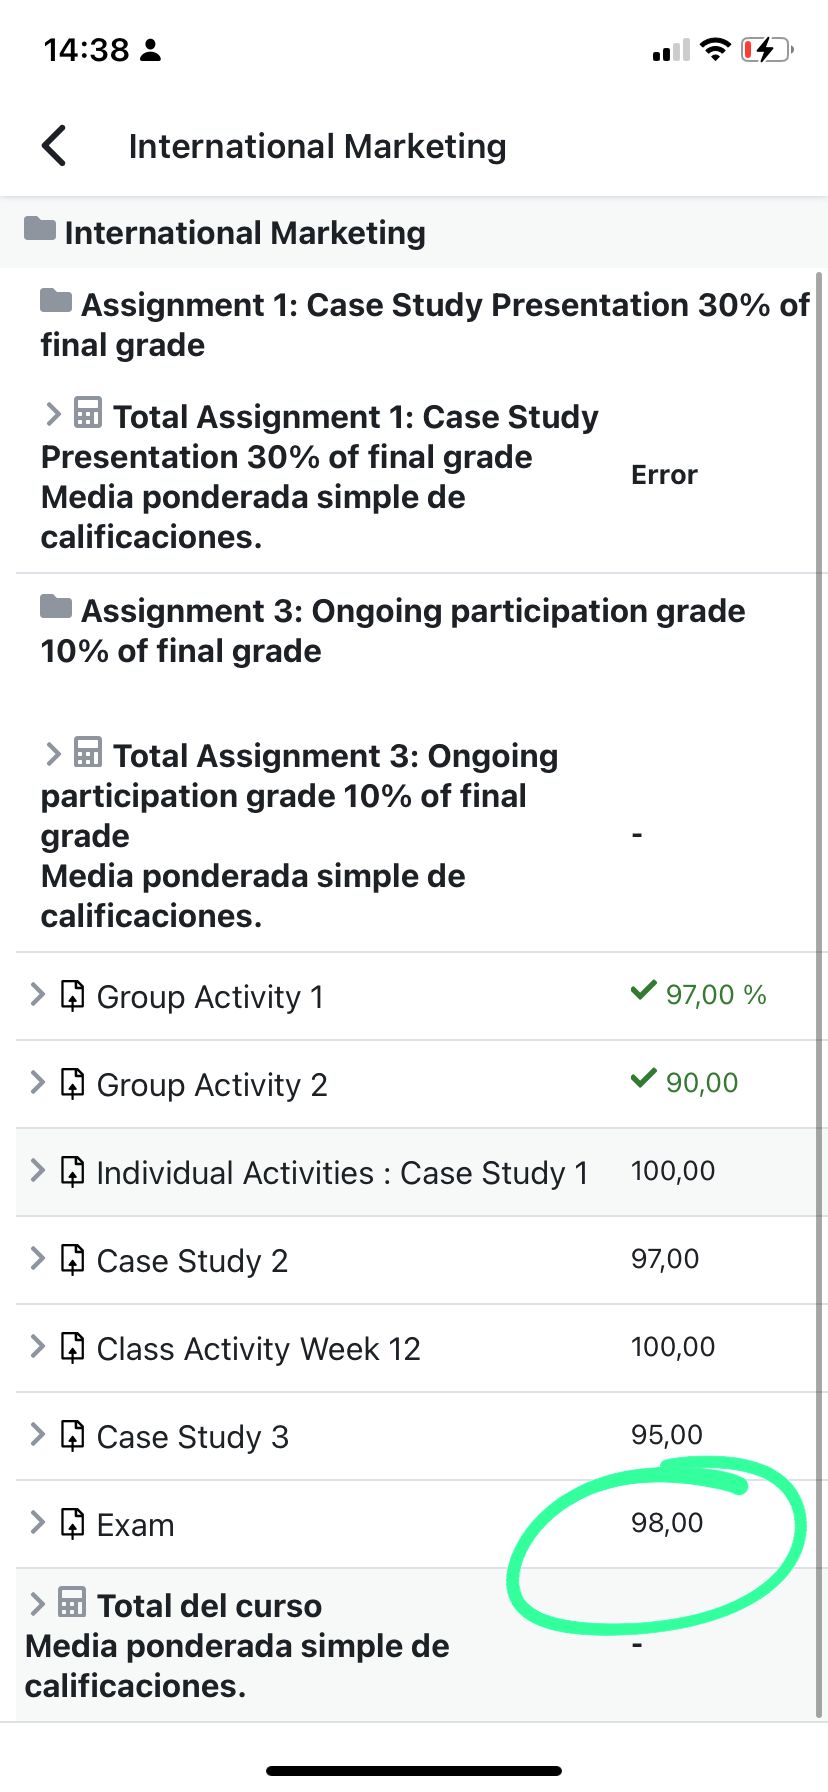 14:38
International Marketing
International Marketing
Assignment 1: Case Study Presentation 30% of
final grade
Total Assignment 1: Case Study
Presentation 30% of final grade
Media ponderada simple de
calificaciones.
Error
Assignment 3: Ongoing participation grade
10% of final grade
Total Assignment 3: Ongoing
participation grade 10% of final
grade
Media ponderada simple de
calificaciones.
-
Group Activity 1 97,00 %
Group Activity 2 90,00
Individual Activities : Case Study 1 100,00
Case Study 2 97,00
Class Activity Week 12 100,00
Case Study 3 95,00
Exam 98,00
Total del curso
Media ponderada simple de
calificaciones.
-